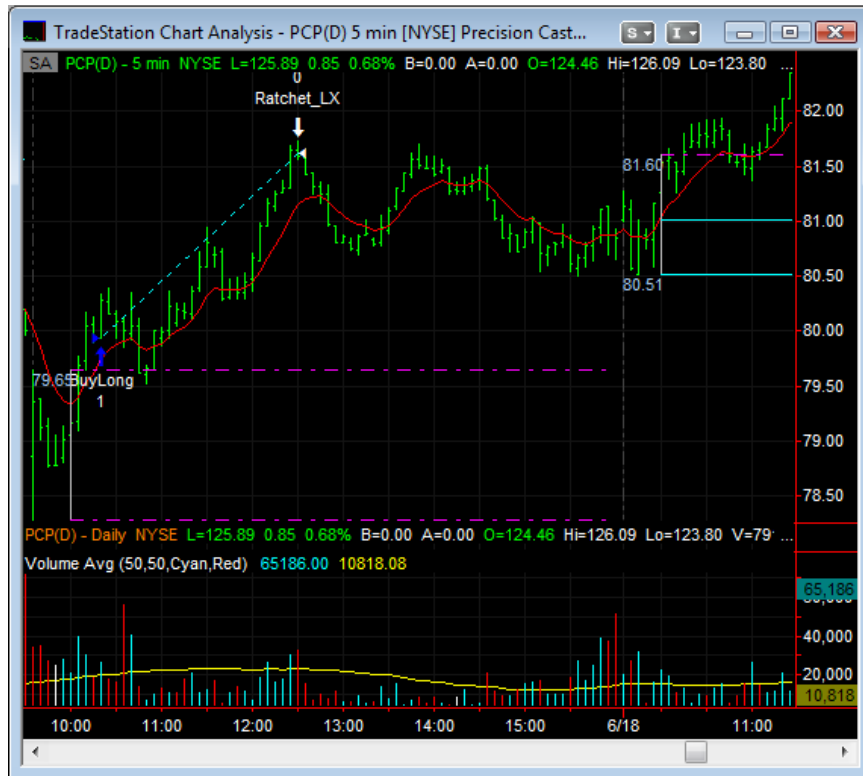 TradeStation Chart Analysis - PCP(D) 5 min [NYSE] Precision Cast...
S
I
SA PCP(D) - 5 min NYSE L=125.89 0.85 0.68% B=0.00 A=0.00 O=124.46 Hi=126.09 Lo=123.80 ...
0
Ratchet_LX
82.00
81.60
81.50
81.00
80.50
80.51
80.00
79.65
BuyLong
1
79.50
79.00
78.50
PCP(D) - Daily NYSE L=125.89 0.85 0.68% B=0.00 A=0.00 O=124.46 Hi=126.09 Lo=123.80 V=79 ...
Volume Avg (50,50,Cyan,Red) 65186.00 10818.08
65,186
40,000
20,000
10,818
10:00 11:00 12:00 13:00 14:00 15:00 6/18 11:00